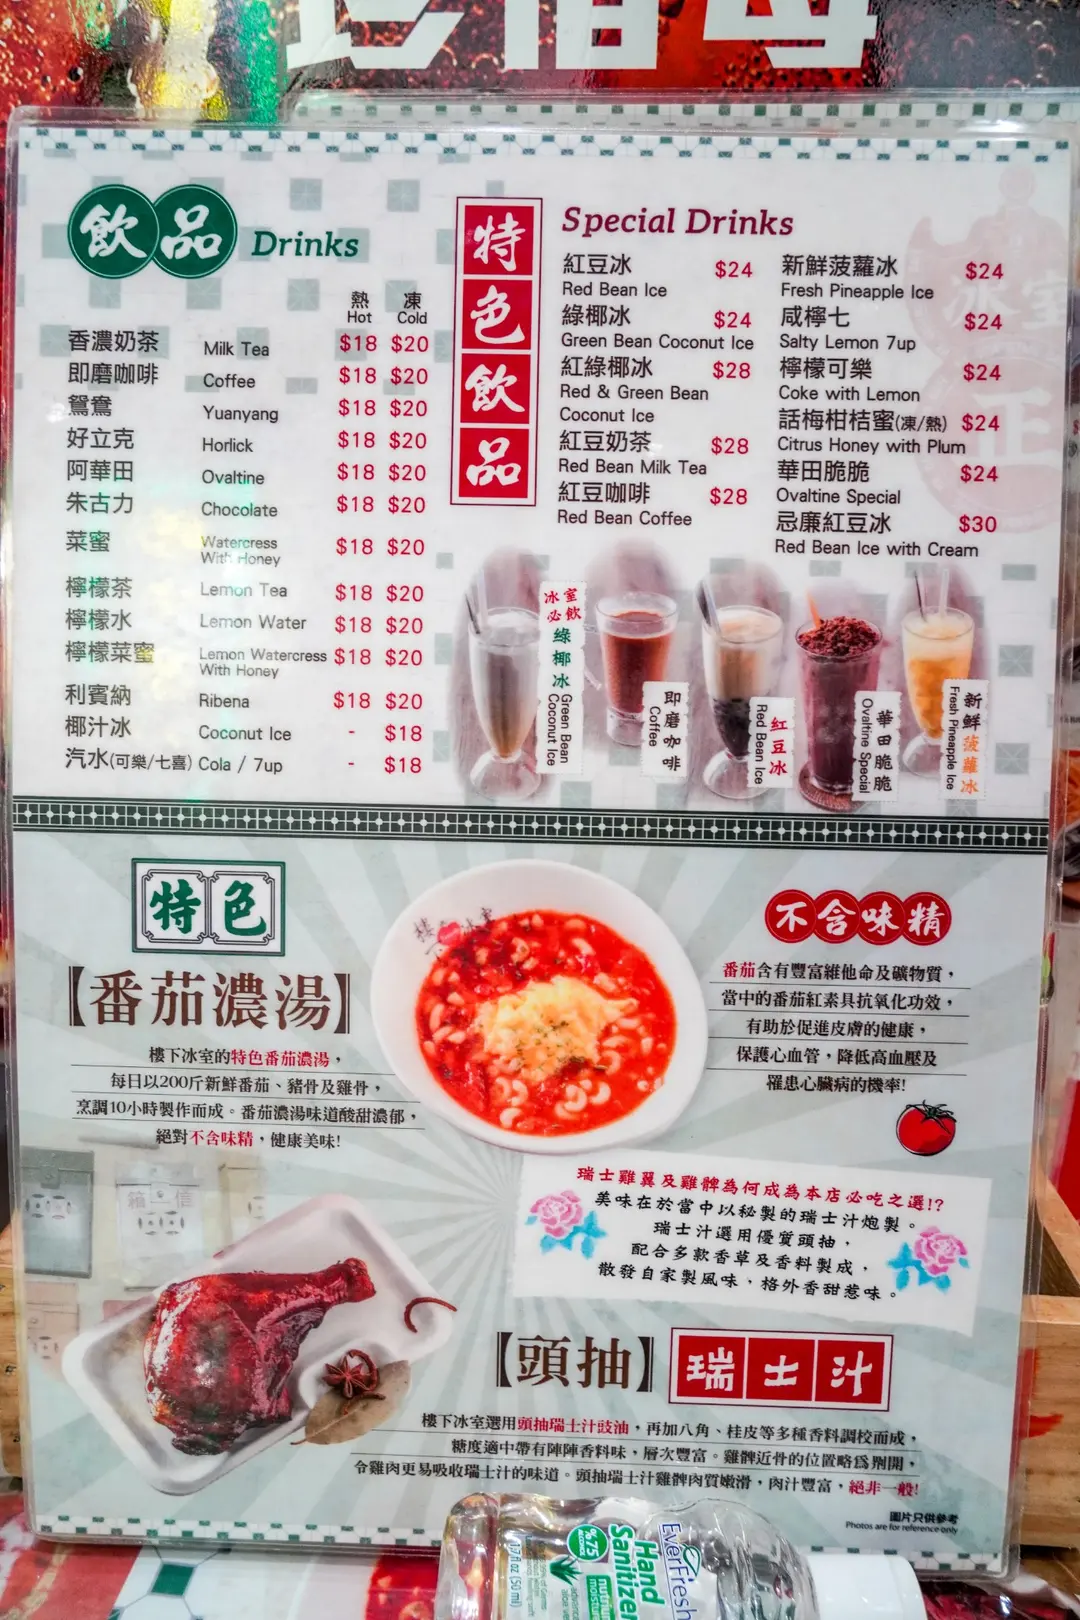 飲品 Drinks
熱 凍
Hot Cold
香濃奶茶 Milk Tea $18 $20
即磨咖啡 Coffee $18 $20
鴛鴦 Yuanyang $18 $20
好立克 Horlick $18 $20
阿華田 Ovaltine $18 $20
朱古力 Chocolate $18 $20
菜蜜 Watercress With Honey $18 $20
檸檬茶 Lemon Tea $18 $20
檸檬水 Lemon Water $18 $20
檸檬菜蜜 Lemon Watercress With Honey $18 $20
利賓納 Ribena $18 $20
椰汁冰 Coconut Ice - $18
汽水(可樂/七喜) Cola / 7up - $18
特色飲品
Special Drinks
紅豆冰 $24
Red Bean Ice
綠椰冰 $24
Green Bean Coconut Ice
紅綠椰冰 $28
Red & Green Bean
Coconut Ice
紅豆奶茶 $28
Red Bean Milk Tea
紅豆咖啡 $28
Red Bean Coffee
新鮮菠蘿冰 $24
Fresh Pineapple Ice
咸檸七 $24
Salty Lemon 7up
檸檬可樂 $24
Coke with Lemon
話梅柑桔蜜(凍/熱) $24
Citrus Honey with Plum
華田脆脆 $24
Ovaltine Special
忌廉紅豆冰 $30
Red Bean Ice with Cream
冰室必飲
綠椰冰
Green Bean Coconut Ice
即磨咖啡
Coffee
紅豆冰
Red Bean Ice
華田脆脆
Ovaltine Special
新鮮菠蘿冰
Fresh Pineapple Ice
特色
【番茄濃湯】
樓下冰室的特色番茄濃湯，
每日以200斤新鮮番茄、豬骨及雞骨，
烹調10小時製作而成。番茄濃湯味道酸甜濃郁，
絕對不含味精，健康美味!
不含味精
番茄含有豐富維他命及礦物質，
當中的番茄紅素具抗氧化功效，
有助於促進皮膚的健康，
保護心血管，降低高血壓及
罹患心臟病的機率!
瑞士雞翼及雞髀為何成為本店必吃之選!?
美味在於當中以秘製的瑞士汁炮製。
瑞士汁選用優質頭抽，
配合多款香草及香料製成，
散發自家製風味，格外香甜惹味。
【頭抽】瑞士汁
樓下冰室選用頭抽瑞士汁豉油，再加八角、桂皮等多種香料調校而成，
糖度適中帶有陣陣香料味，層次豐富。雞髀近骨的位置略爲𠝹開，
令雞肉更易吸收瑞士汁的味道。頭抽瑞士汁雞髀肉質嫩滑，肉汁豐富，絕非一般!
圖片只供參考
Photos are for reference only
EverFresh
Hand
Sanitizer
%75